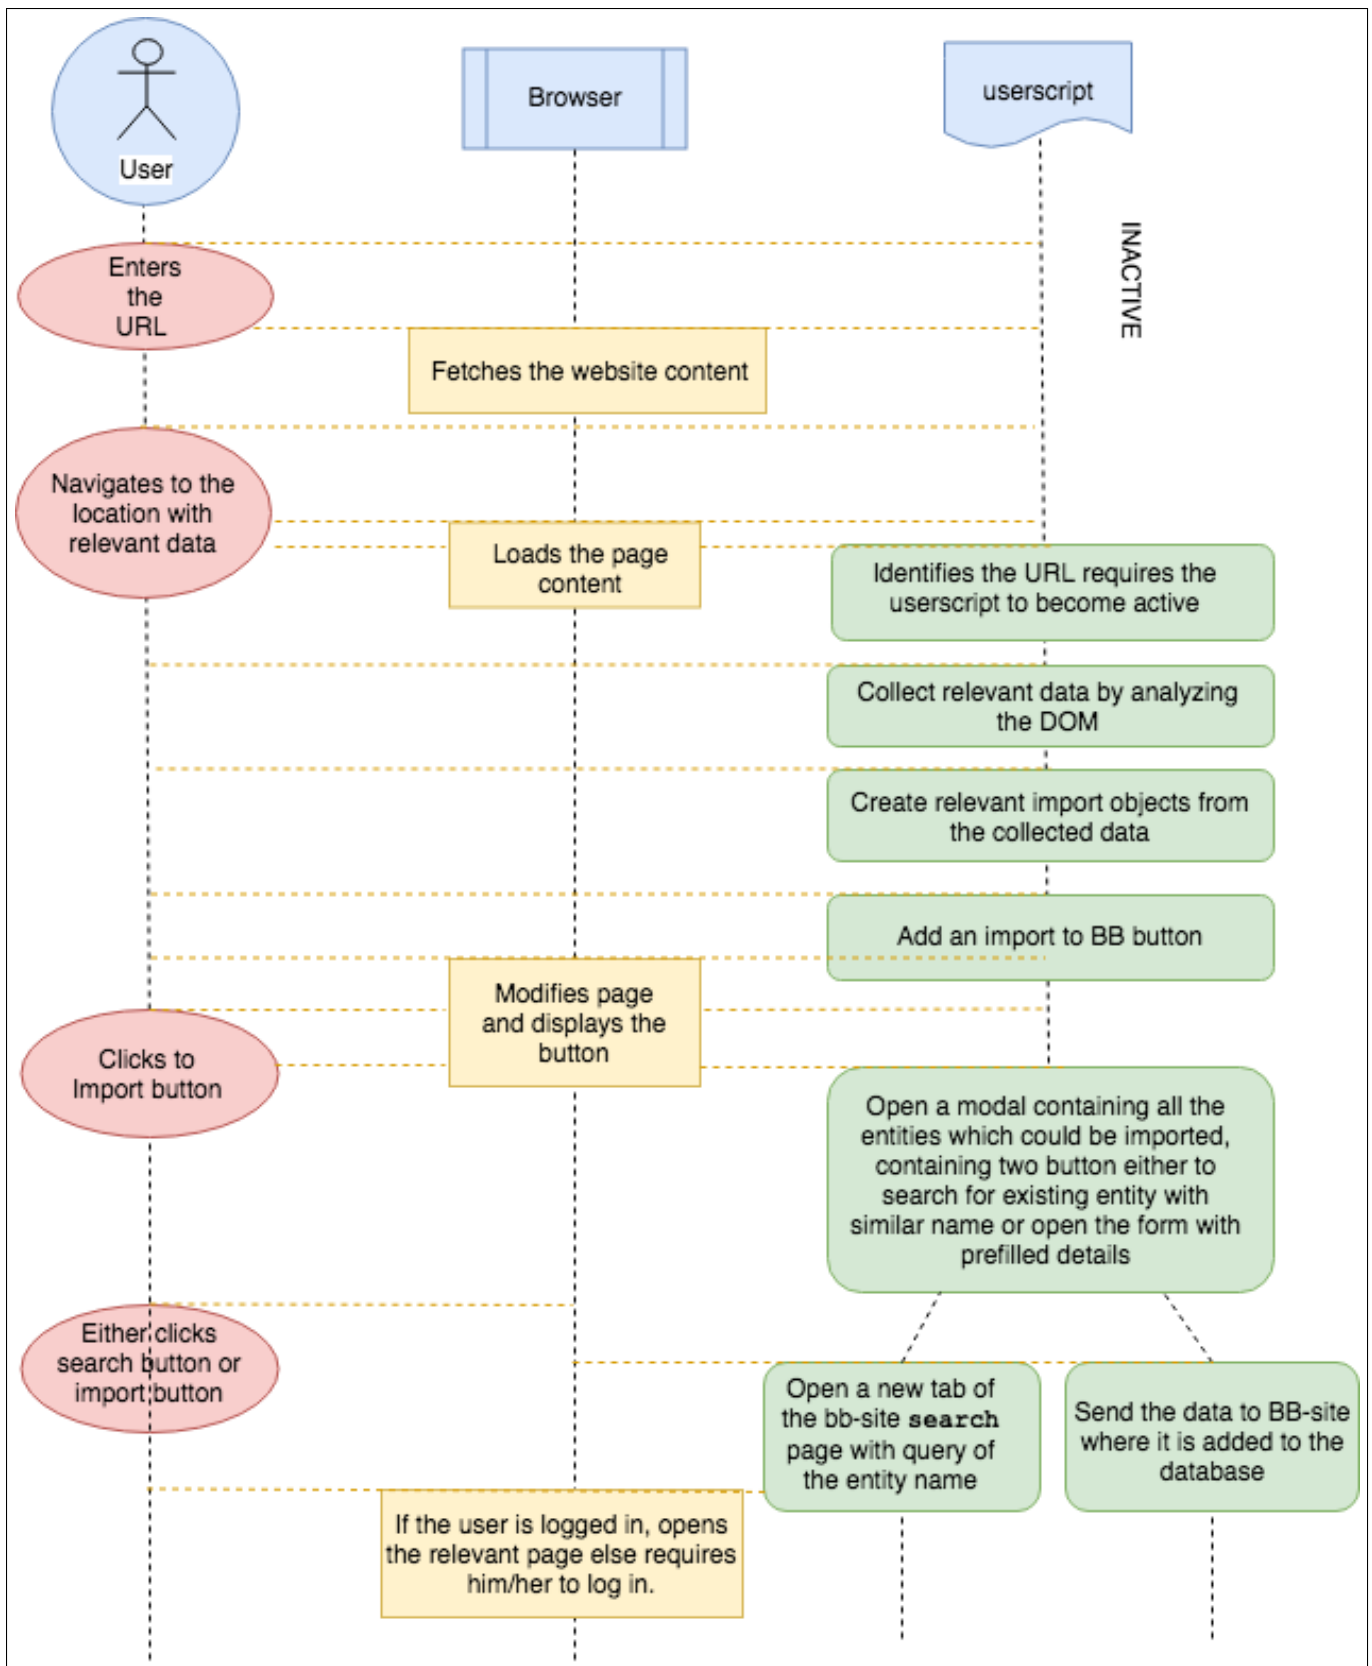 User
Browser
userscript
INACTIVE
Enters
the
URL
Fetches the website content
Navigates to the
location with
relevant data
Loads the page
content
Identifies the URL requires the
userscript to become active
Collect relevant data by analyzing
the DOM
Create relevant import objects from
the collected data
Add an import to BB button
Modifies page
and displays the
button
Clicks to
Import button
Open a modal containing all the
entities which could be imported,
containing two button either to
search for existing entity with
similar name or open the form with
prefilled details
Either clicks
search button or
import button
Open a new tab of
the bb-site search
page with query of
the entity name
Send the data to BB-site
where it is added to the
database
If the user is logged in, opens
the relevant page else requires
him/her to log in.